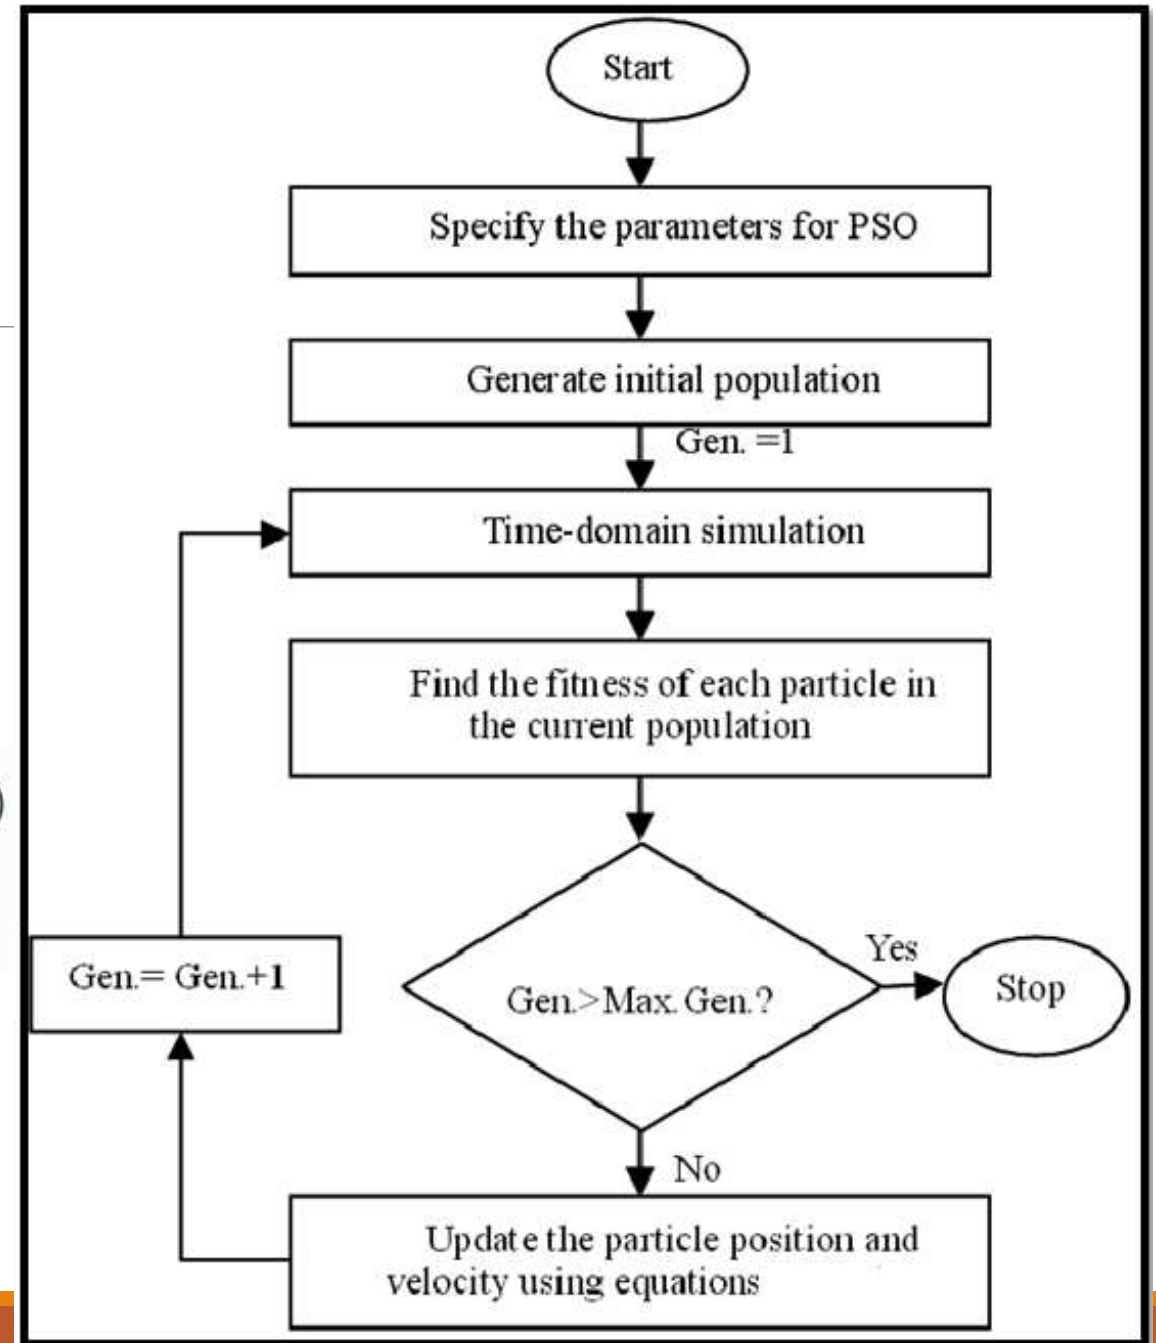 Start
Specify the parameters for PSO
Generate initial population
Gen. =1
Time-domain simulation
Find the fitness of each particle in
the current population
Gen.>Max. Gen.?
Yes
Stop
No
Update the particle position and
velocity using equations
Gen.= Gen.+1